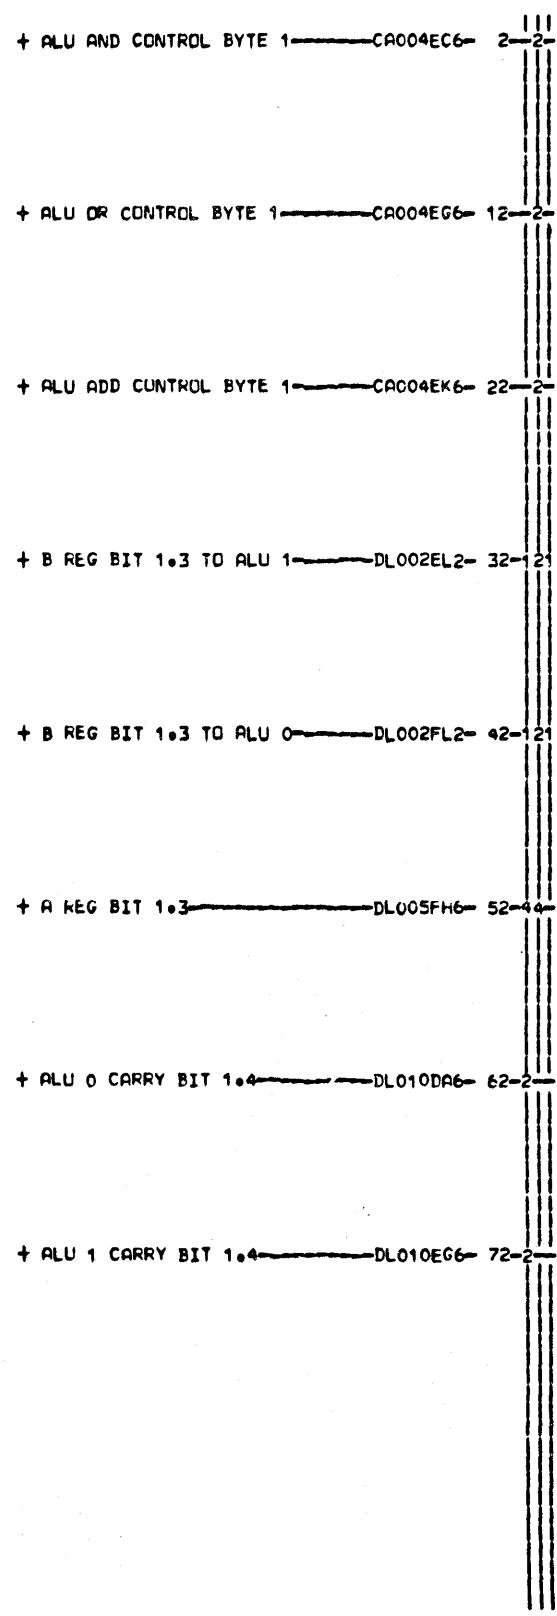 + ALU AND CONTROL BYTE 1 CA004EC6- 2-2-
+ ALU OR CONTROL BYTE 1 CA004EG6- 12-2-
+ ALU ADD CONTROL BYTE 1 CA004EK6- 22-2-
+ B REG BIT 1.3 TO ALU 1 DL002EL2- 32-121
+ B REG BIT 1.3 TO ALU 0 DL002FL2- 42-121
+ A REG BIT 1.3 DL005FH6- 52-44-
+ ALU 0 CARRY BIT 1.4 DL010DA6- 62-2-
+ ALU 1 CARRY BIT 1.4 DL010EG6- 72-2-